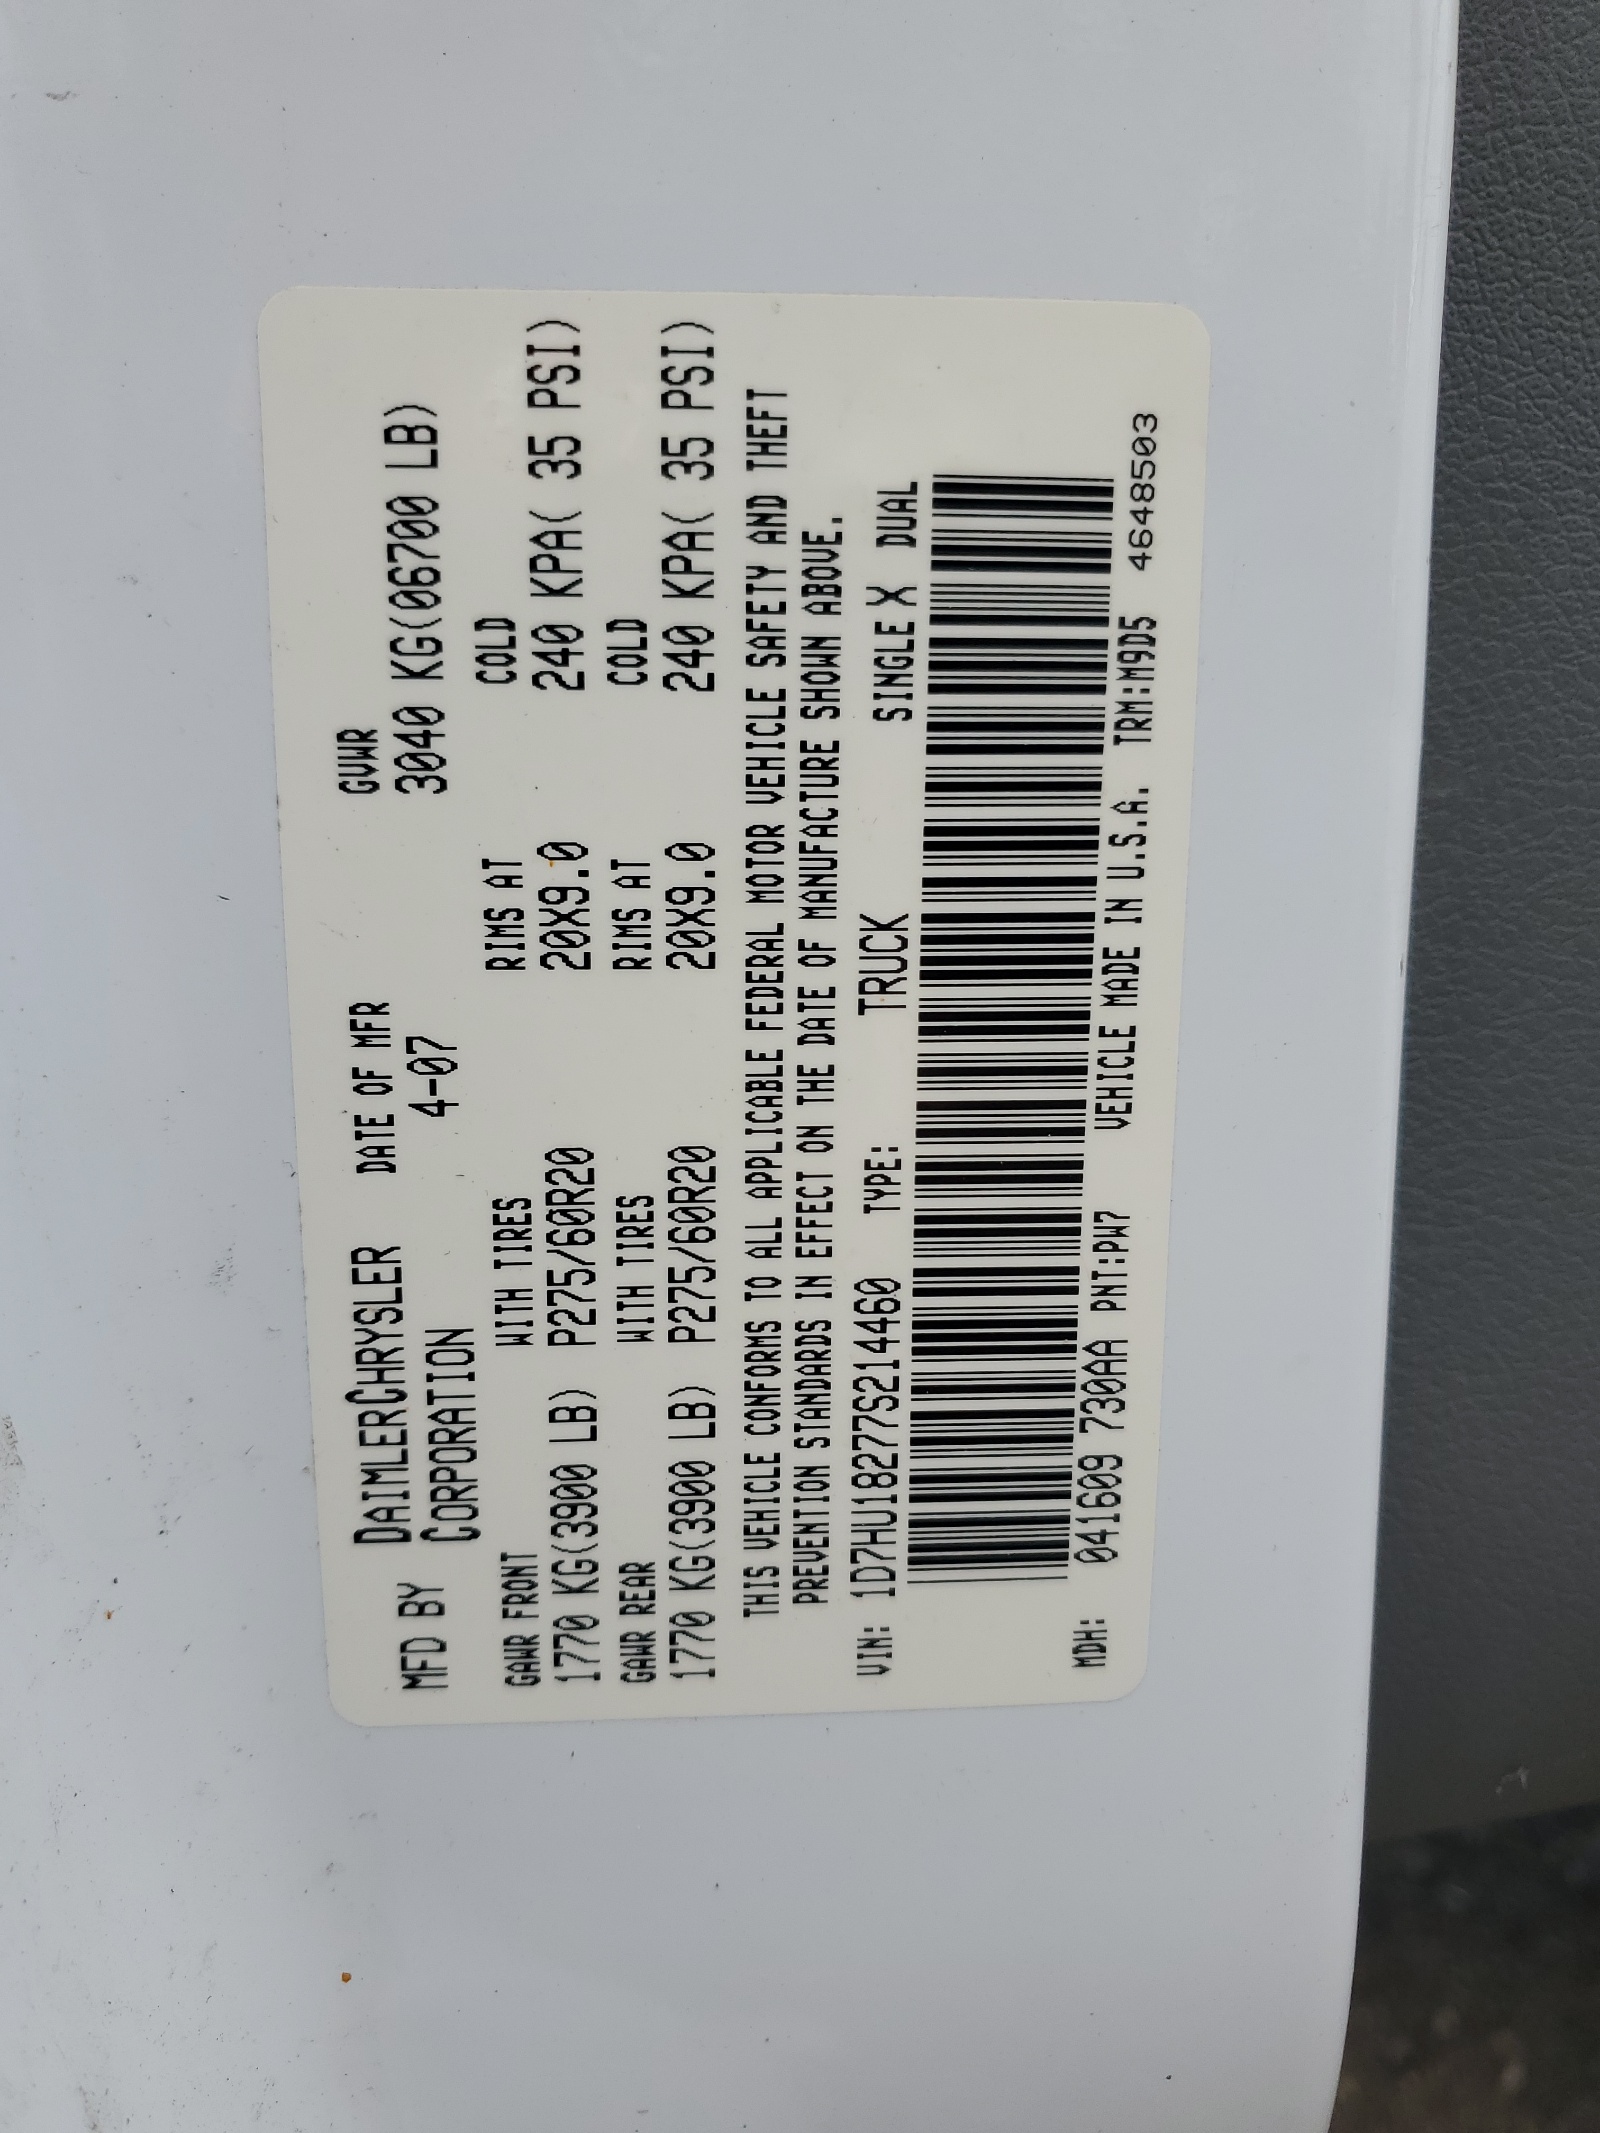 MFD BY DAIMLERCHRYSLER CORPORATION DATE OF MFR 4-07 GVWR 3040 KG(06700 LB)
GAWR FRONT WITH TIRES RIMS AT COLD
1770 KG(3900 LB) P275/60R20 20X9.0 240 KPA( 35 PSI)
GAWR REAR WITH TIRES RIMS AT COLD
1770 KG(3900 LB) P275/60R20 20X9.0 240 KPA( 35 PSI)
THIS VEHICLE CONFORMS TO ALL APPLICABLE FEDERAL MOTOR VEHICLE SAFETY AND THEFT
PREVENTION STANDARDS IN EFFECT ON THE DATE OF MANUFACTURE SHOWN ABOVE.
VIN: 1D7HU18277S214460 TYPE: TRUCK SINGLE X DUAL
MDH: 041609 730AA PNT:PW7 VEHICLE MADE IN U.S.A. TRM:M9D5 4648503